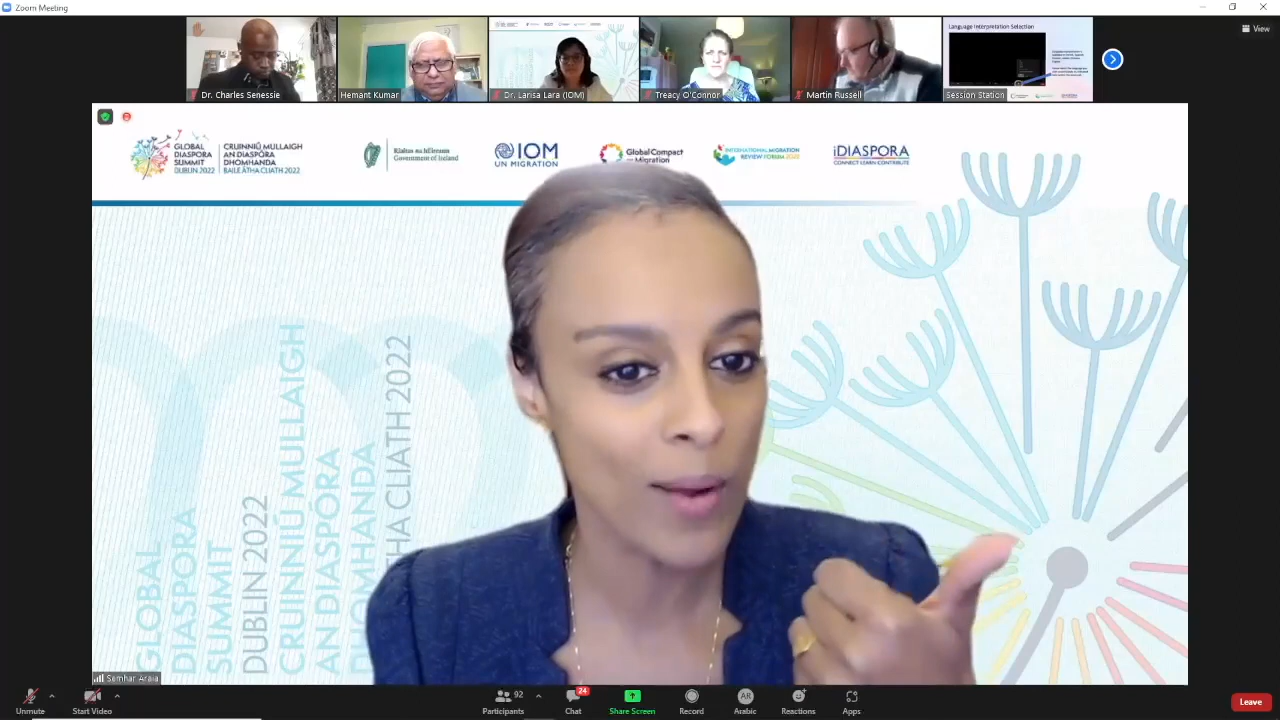 Zoom Meeting
View
Dr. Charles Senessie
Hemant Kumar
Dr. Larisa Lara (IOM)
Treacy O'Connor
Martin Russell
Language Interpretation Selection
Session Station
GLOBAL
DIASPORA
SUMMIT
DUBLIN 2022
CRUINNIÚ MULLAIGH
AN DIASPÓRA
DHOMHANDA
BAILE ÁTHA CLIATH 2022
Rialtas na hÉireann
Government of Ireland
IOM
UN MIGRATION
Global Compact
Migration
INTERNATIONAL MIGRATION
REVIEW FORUM 2022
iDIASPORA
CONNECT LEARN CONTRIBUTE
GLOBAL
DIASPORA
SUMMIT
DUBLIN 2022
CRUINNIÚ MULLAIGH
AN DIASPÓRA
DHOMHANDA
THA CLIATH 2022
Semhar Araia
Unmute
Start Video
92
Participants
24
Chat
Share Screen
Record
AR
Arabic
Reactions
Apps
Leave